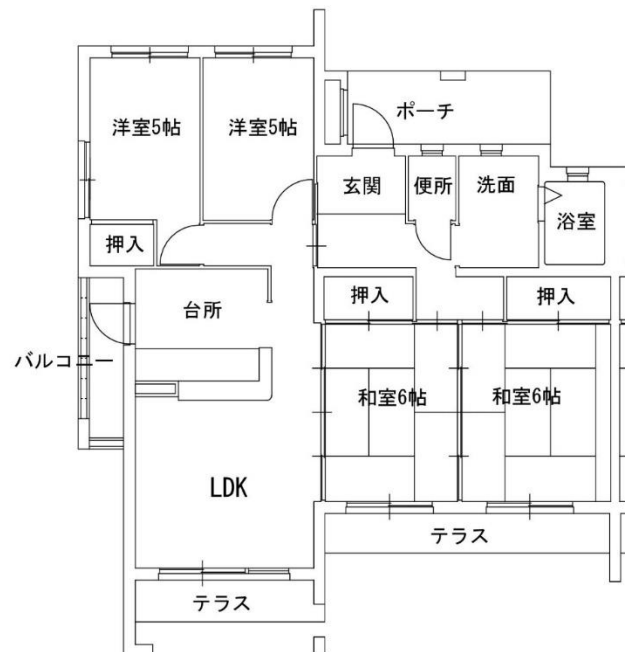 ポーチ
洋室5帖
洋室5帖
玄関
便所
洗面
浴室
押入
台所
押入
押入
バルコニー
和室6帖
和室6帖
LDK
テラス
テラス